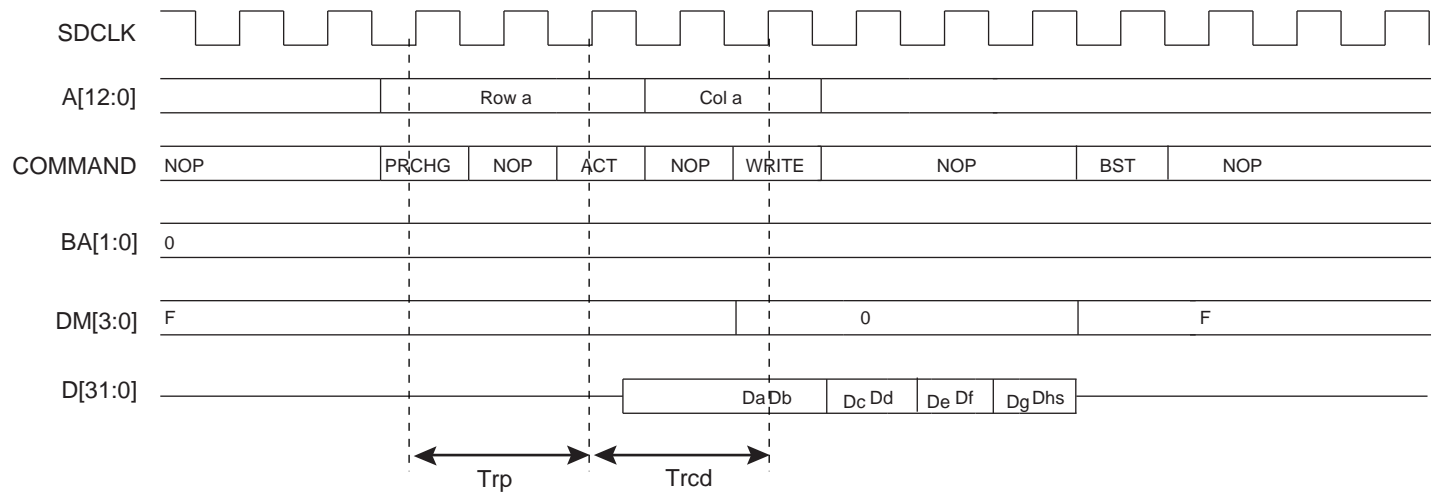 SDCLK
A[12:0] Row a Col a
COMMAND NOP PRCHG NOP ACT NOP WRITE NOP BST NOP
BA[1:0] 0
DM[3:0] F 0 F
D[31:0] Da Db Dc Dd De Df Dg Dhs
Trp Trcd